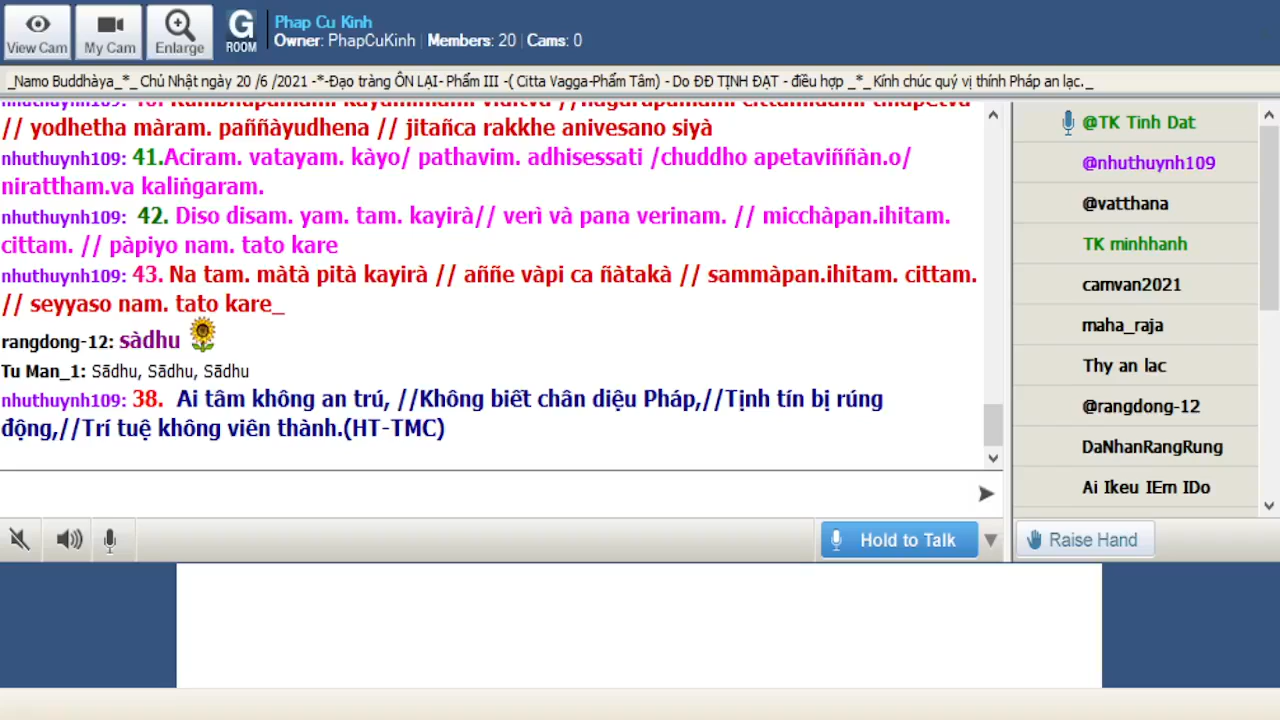 View Cam
My Cam
Enlarge
G
ROOM
Phap Cu Kinh
Owner: PhapCuKinh | Members: 20 | Cams: 0
_Namo Buddhàya_*_ Chủ Nhật ngày 20 /6 /2021 -*-Đạo tràng ÔN LẠI- Phẩm III -( Citta Vagga-Phẩm Tâm) - Do ĐĐ TỊNH ĐẠT - điều hợp _*_ Kính chúc quý vị thính Pháp an lạc._
// yodhetha màram. paññàyudhena // jitañca rakkhe anivesano siyà
nhuthuynh109: 41.Aciram. vatayam. kàyo/ pathavim. adhisessati /chuddho apetaviññàn.o/
nirattham.va kaliṅgaram.
nhuthuynh109: 42. Diso disam. yam. tam. kayirà// verì và pana verinam. // micchàpan.ihitam.
cittam. // pàpiyo nam. tato kare
nhuthuynh109: 43. Na tam. màtà pità kayirà // aññe vàpi ca ñàtakà // sammàpan.ihitam. cittam.
// seyyaso nam. tato kare_
rangdong-12: sàdhu
Tu Man_1: Sādhu, Sādhu, Sādhu
nhuthuynh109: 38. Ai tâm không an trú, //Không biết chân diệu Pháp,//Tịnh tín bị rúng
động,//Trí tuệ không viên thành.(HT-TMC)
@TK Tinh Dat
@nhuthuynh109
@vatthana
TK minhhanh
camvan2021
maha_raja
Thy an lac
@rangdong-12
DaNhanRangRung
Ai Ikeu IEm IDo
Hold to Talk
Raise Hand